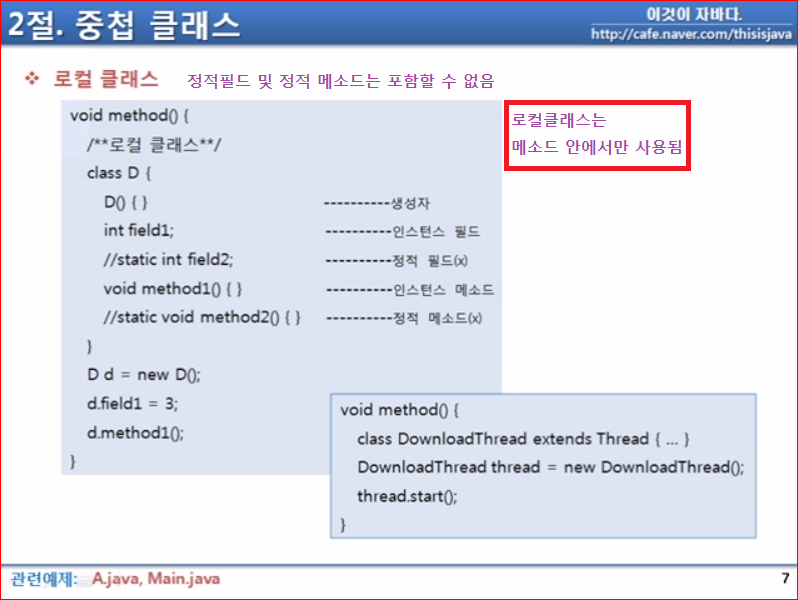 2절. 중첩 클래스
이것이 자바다.
http://cafe.naver.com/thisisjava
❖ 로컬 클래스 정적필드 및 정적 메소드는 포함할 수 없음
void method() {
/**로컬 클래스**/
class D {
D() { } ----------생성자
int field1; ----------인스턴스 필드
//static int field2; ----------정적 필드(x)
void method1() { } ----------인스턴스 메소드
//static void method2() { } ----------정적 메소드(x)
}
D d = new D();
d.field1 = 3;
d.method1();
}
로컬클래스는
메소드 안에서만 사용됨
void method() {
class DownloadThread extends Thread { ... }
DownloadThread thread = new DownloadThread();
thread.start();
}
관련예제: A.java, Main.java
7